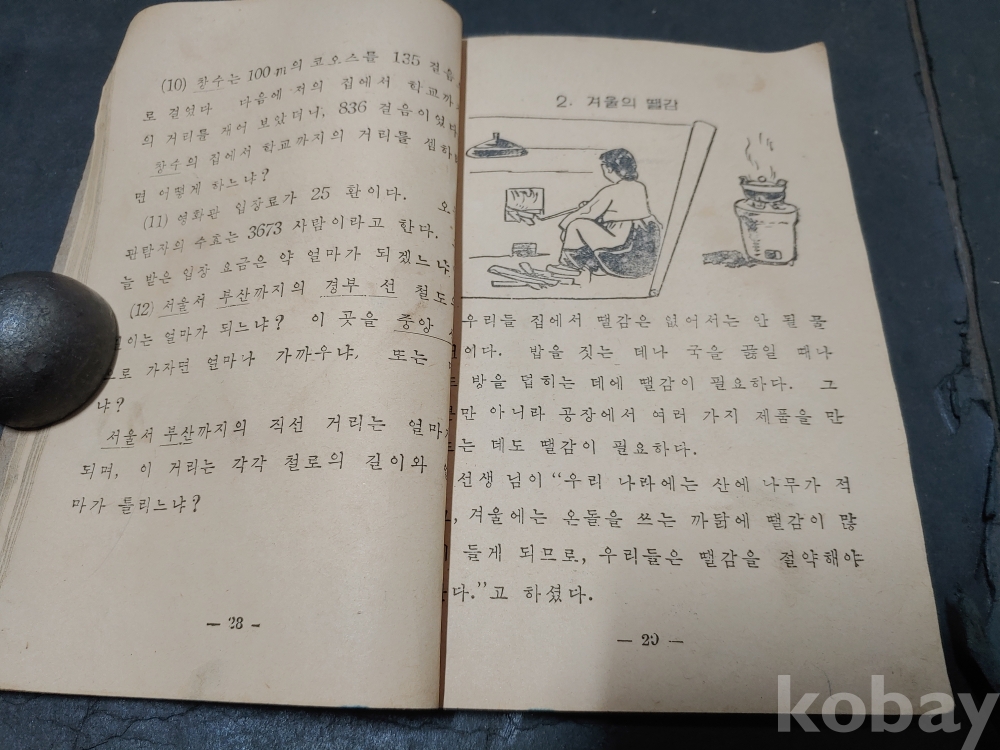 (10) 창수는 100m의 코오스를 135 걸음
로 걸었다 다음에 저의 집에서 학교까
의 거리를 재어 보았더니, 836 걸음이었다
창수의 집에서 학교까지의 거리를 셈하
면 어떻게 하느냐?
(11) 영화관 입장료가 25 환이다. 오
관람자의 수효는 3673 사람이라고 한다.
늘 받은 입장 요금은 약 얼마가 되겠느냐
(12) 서울서 부산까지의 경부 선 철도의
이는 얼마가 되느냐? 이 곳을 중앙
로 가자면 얼마나 가까우냐, 또는
냐?
서울서 부산까지의 직선 거리는 얼마
되며, 이 거리는 각각 철로의 길이와
마가 틀리느냐?
— 28 —
2. 겨울의 땔감
우리들 집에서 땔감은 없어서는 안 될 물
이다. 밥을 짓는 데나 국을 끓일 때나
방을 덥히는 데에 땔감이 필요하다. 그
만 아니라 공장에서 여러 가지 제품을 만
는 데도 땔감이 필요하다.
선생 님이 “우리 나라에는 산에 나무가 적
, 겨울에는 온돌을 쓰는 까닭에 땔감이 많
들게 되므로, 우리들은 땔감을 절약해야
다.”고 하셨다.
— 29 —
kobay